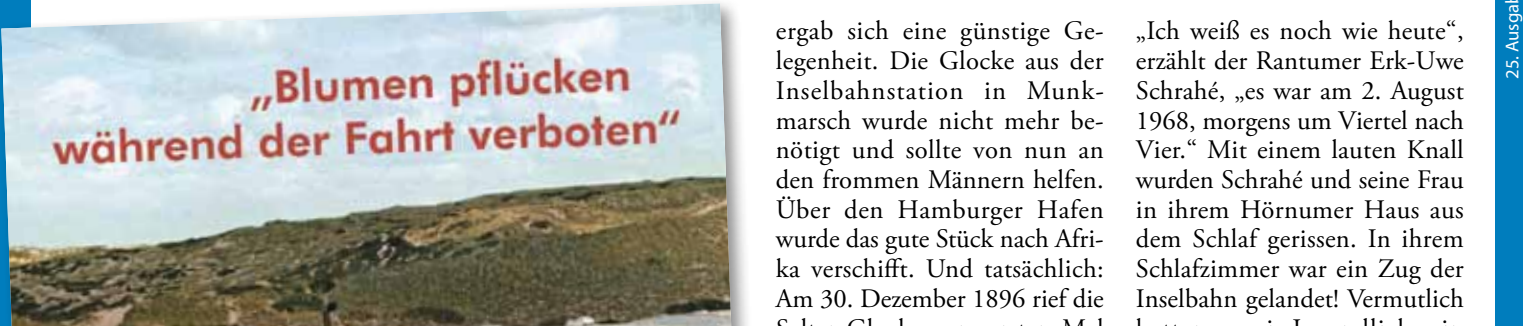 „Blumen pflücken
während der Fahrt verboten“
ergab sich eine günstige Ge-
legenheit. Die Glocke aus der
Inselbahnstation in Munk-
marsch wurde nicht mehr be-
nötigt und sollte von nun an
den frommen Männern helfen.
Über den Hamburger Hafen
wurde das gute Stück nach Afri-
ka verschifft. Und tatsächlich:
Am 30. Dezember 1896 rief die
„Ich weiß es noch wie heute“,
erzählt der Rantumer Erk-Uwe
Schrahé, „es war am 2. August
1968, morgens um Viertel nach
Vier.“ Mit einem lauten Knall
wurden Schrahé und seine Frau
in ihrem Hörnumer Haus aus
dem Schlaf gerissen. In ihrem
Schlafzimmer war ein Zug der
Inselbahn gelandet! Vermutlich
25.